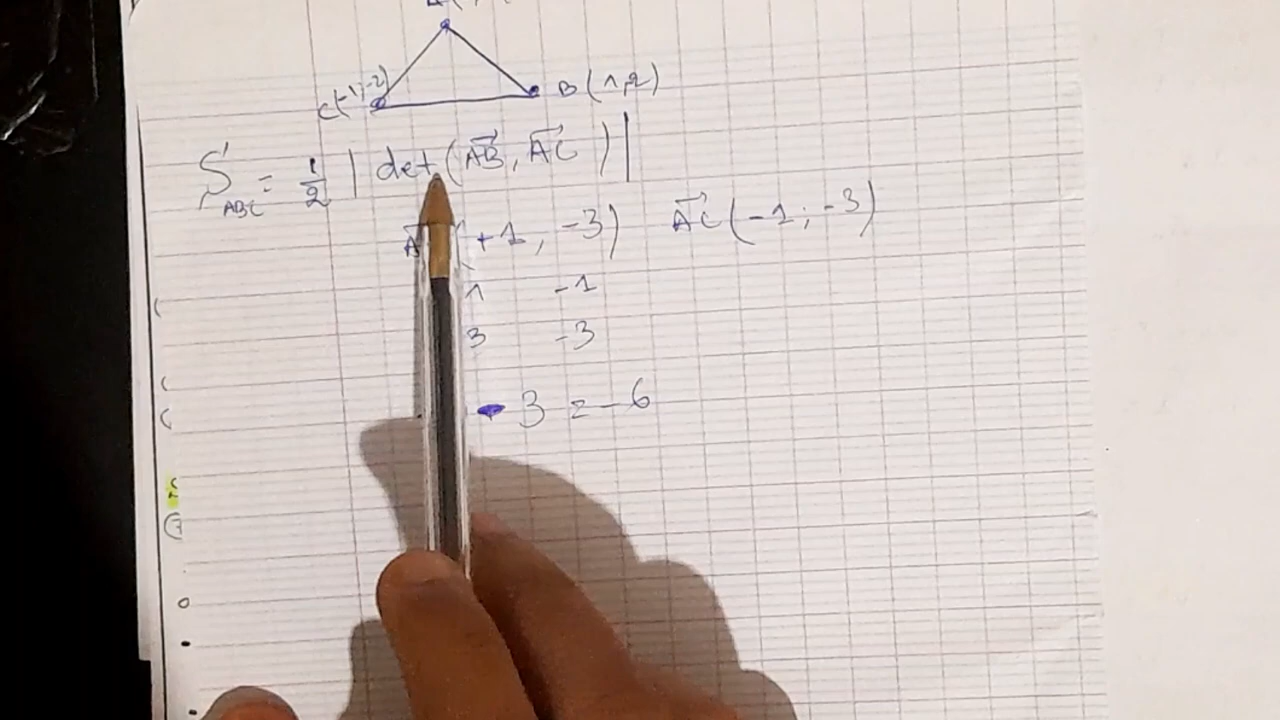 C(-1,-2) B(1,2)
S ABC = 1/2 | det(AB, AC) |
(+1, -3) AC(-1; -3)
1 -1
3 -3
- 3 = -6